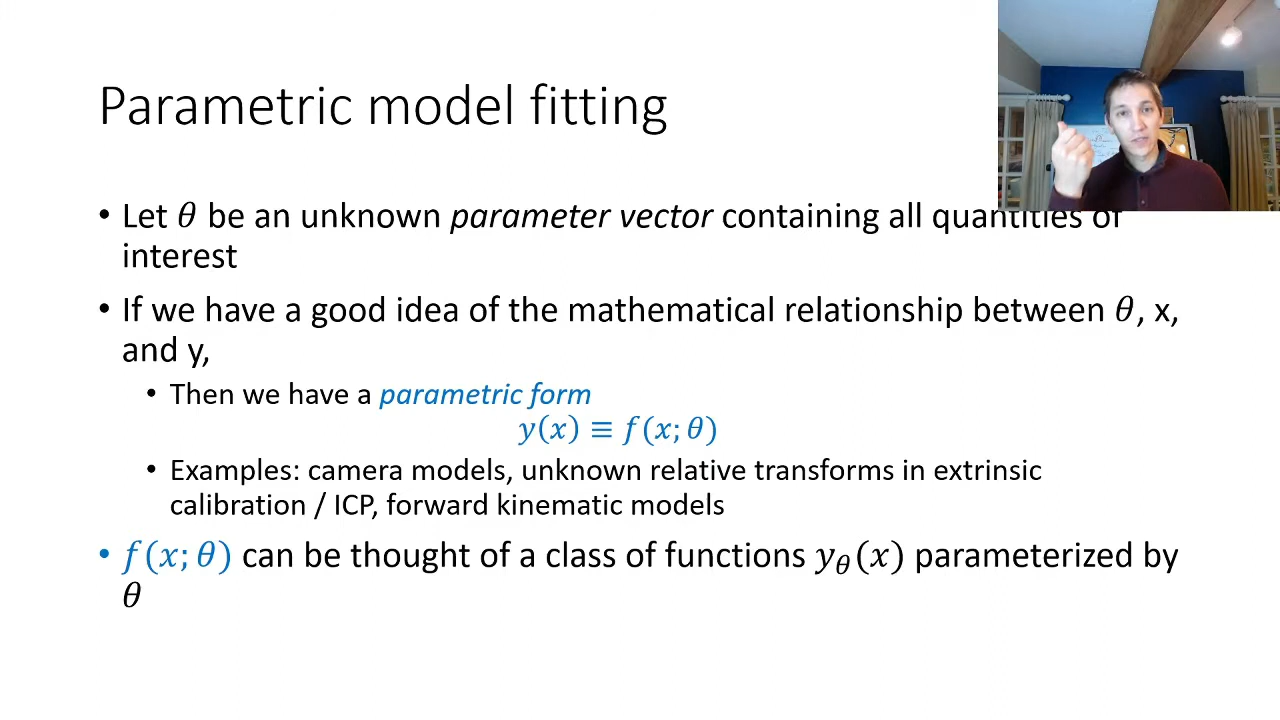 Parametric model fitting
• Let θ be an unknown parameter vector containing all quantities of
interest
• If we have a good idea of the mathematical relationship between θ, x,
and y,
• Then we have a parametric form
y(x) ≡ f(x; θ)
• Examples: camera models, unknown relative transforms in extrinsic
calibration / ICP, forward kinematic models
• f(x; θ) can be thought of a class of functions yθ(x) parameterized by
θ